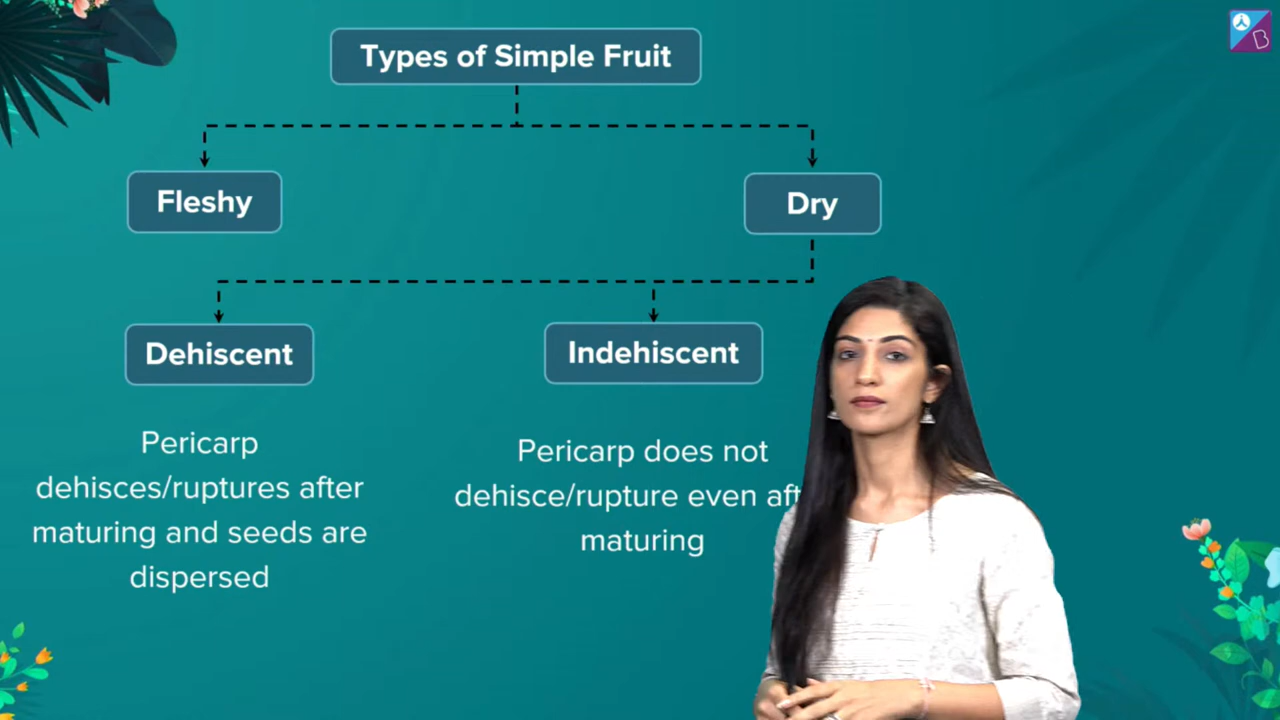 Types of Simple Fruit
Fleshy
Dry
Dehiscent
Indehiscent
Pericarp
dehisces/ruptures after
maturing and seeds are
dispersed
Pericarp does not
dehisce/rupture even
maturing
B